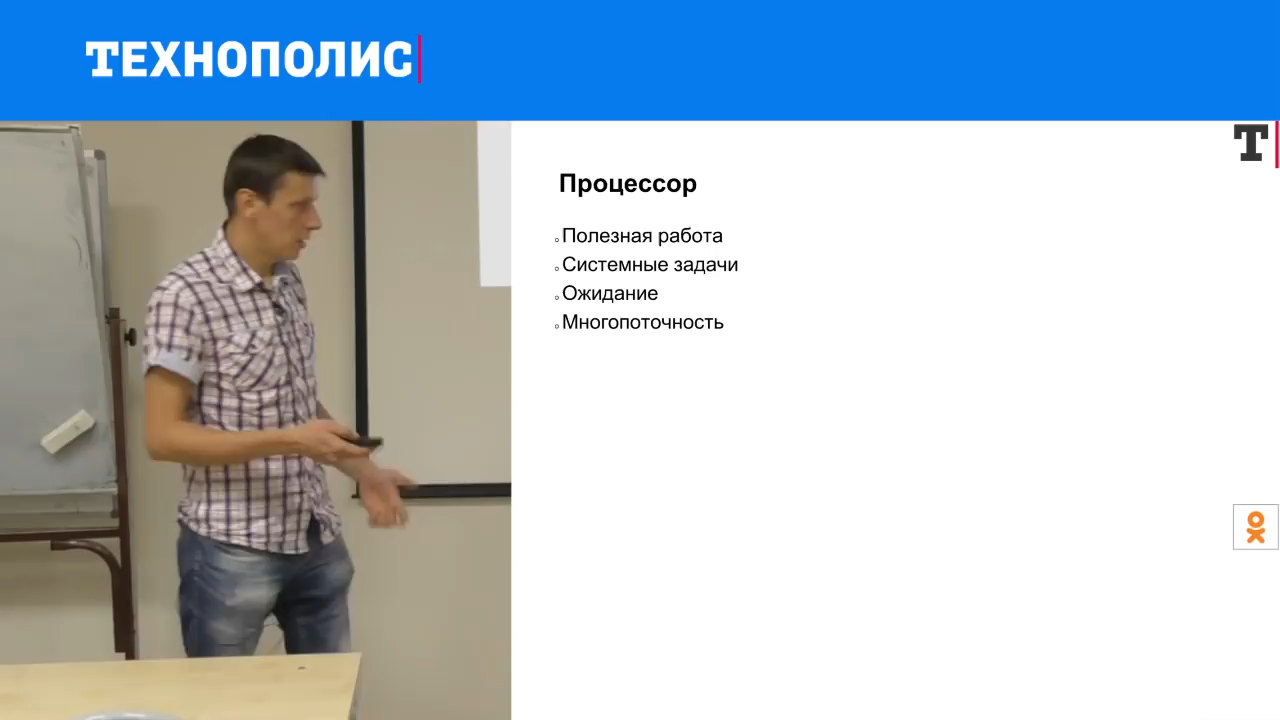 ТЕХНОПОЛИС
Т
Процессор
Полезная работа
Системные задачи
Ожидание
Многопоточность